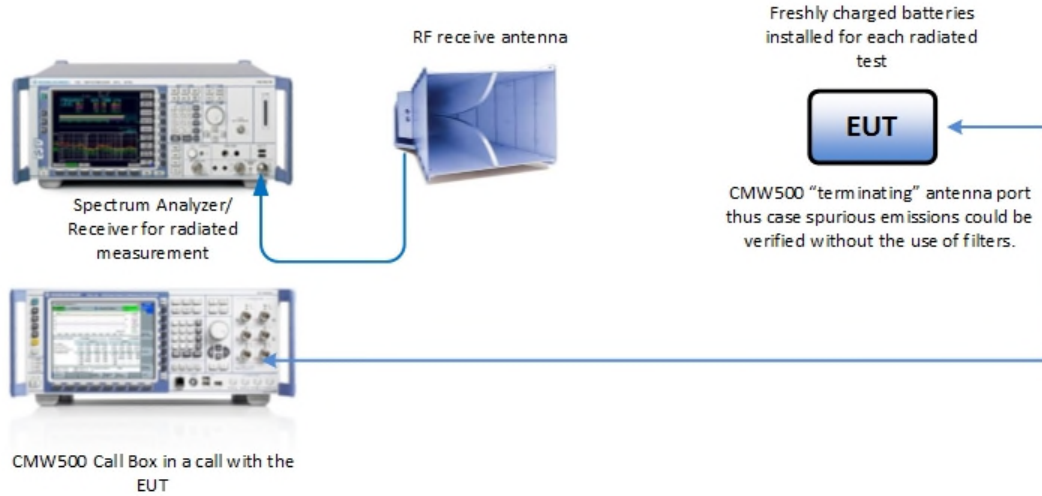 Freshly charged batteries
installed for each radiated
test
RF receive antenna
EUT
Spectrum Analyzer/
Receiver for radiated
measurement
CMW500 “terminating” antenna port
thus case spurious emissions could be
verified without the use of filters.
CMW500 Call Box in a call with the
EUT